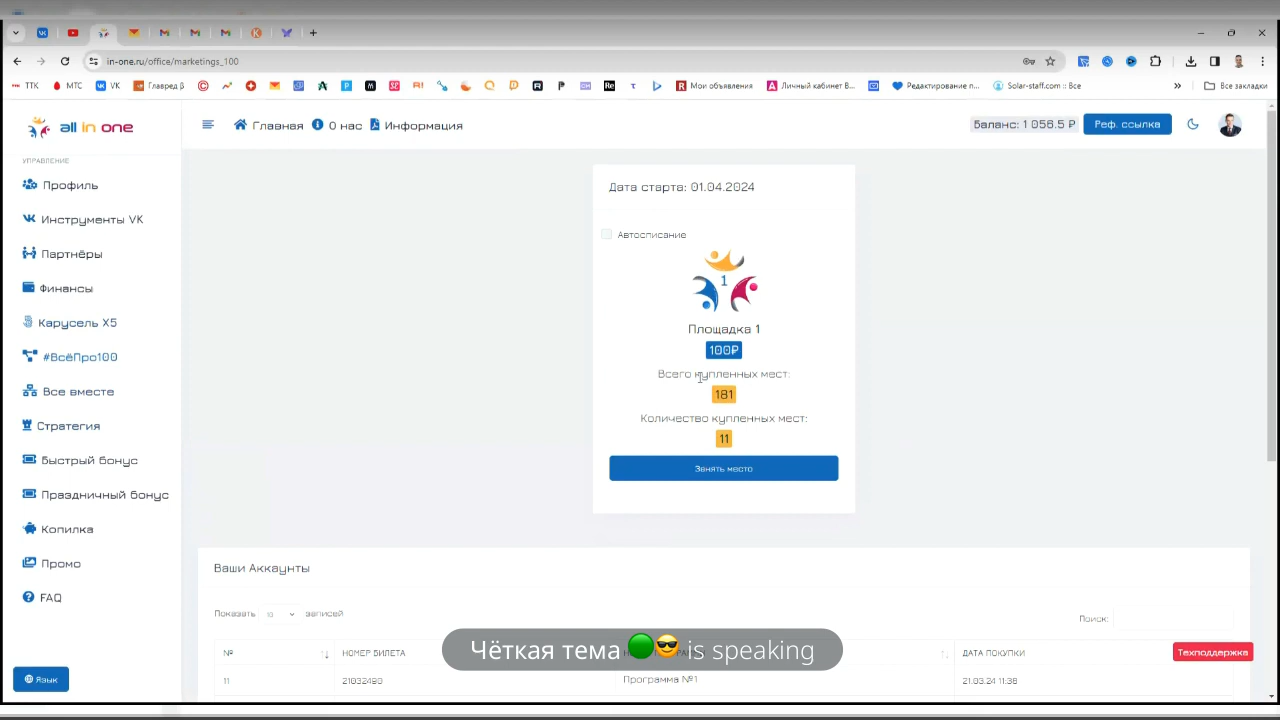 in-one.ru/office/marketings_100
ТТК
МТС
VK
Главред β
Мои объявления
Личный кабинет В...
Редактирование п...
Solar-staff.com :: Все
Все закладки
all in one
Главная
О нас
Информация
Баланс: 1 056.5 ₽
Реф. ссылка
УПРАВЛЕНИЕ
Профиль
Инструменты VK
Партнёры
Финансы
Карусель X5
#ВсёПро100
Все вместе
Стратегия
Быстрый бонус
Праздничный бонус
Копилка
Промо
FAQ
Язык
Дата старта: 01.04.2024
Автосписание
1
Площадка 1
100₽
Всего купленных мест:
181
Количество купленных мест:
11
Занять место
Ваши Аккаунты
Показать 10 записей
Поиск:
№
НОМЕР БИЛЕТА
ДАТА ПОКУПКИ
11
21032490
Программа №1
21.03.24 11:38
Техподдержка
Чёткая тема is speaking